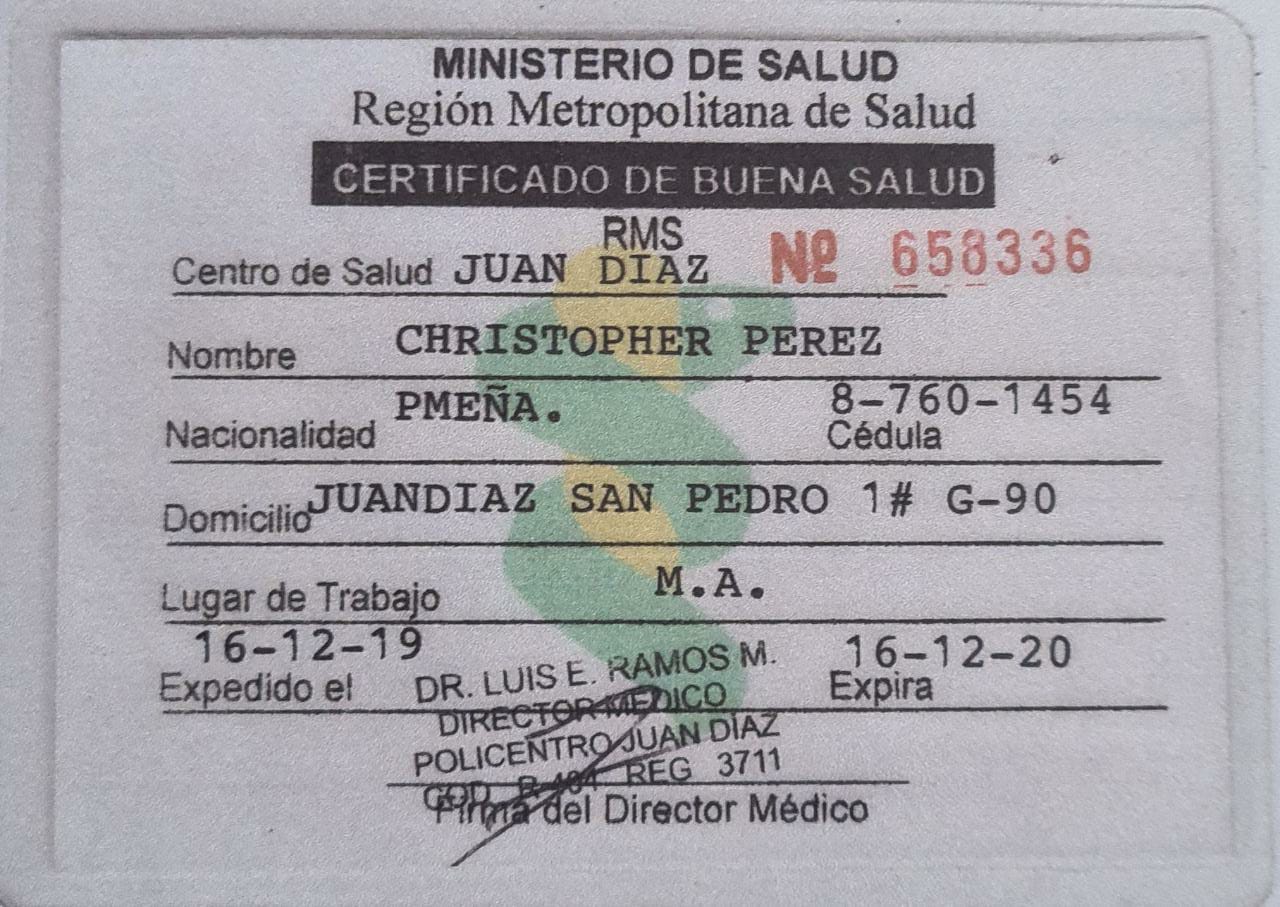 MINISTERIO DE SALUD
Región Metropolitana de Salud
CERTIFICADO DE BUENA SALUD
RMS
Centro de Salud JUAN DIAZ Nº 658336
Nombre CHRISTOPHER PEREZ
Nacionalidad PMEÑA. Cédula 8-760-1454
Domicilio JUANDIAZ SAN PEDRO 1# G-90
Lugar de Trabajo M.A.
16-12-19 16-12-20
Expedido el Expira
DR. LUIS E. RAMOS M.
DIRECTOR MEDICO
POLICENTRO JUAN DÍAZ
COD. REG 3711
Firma del Director Médico